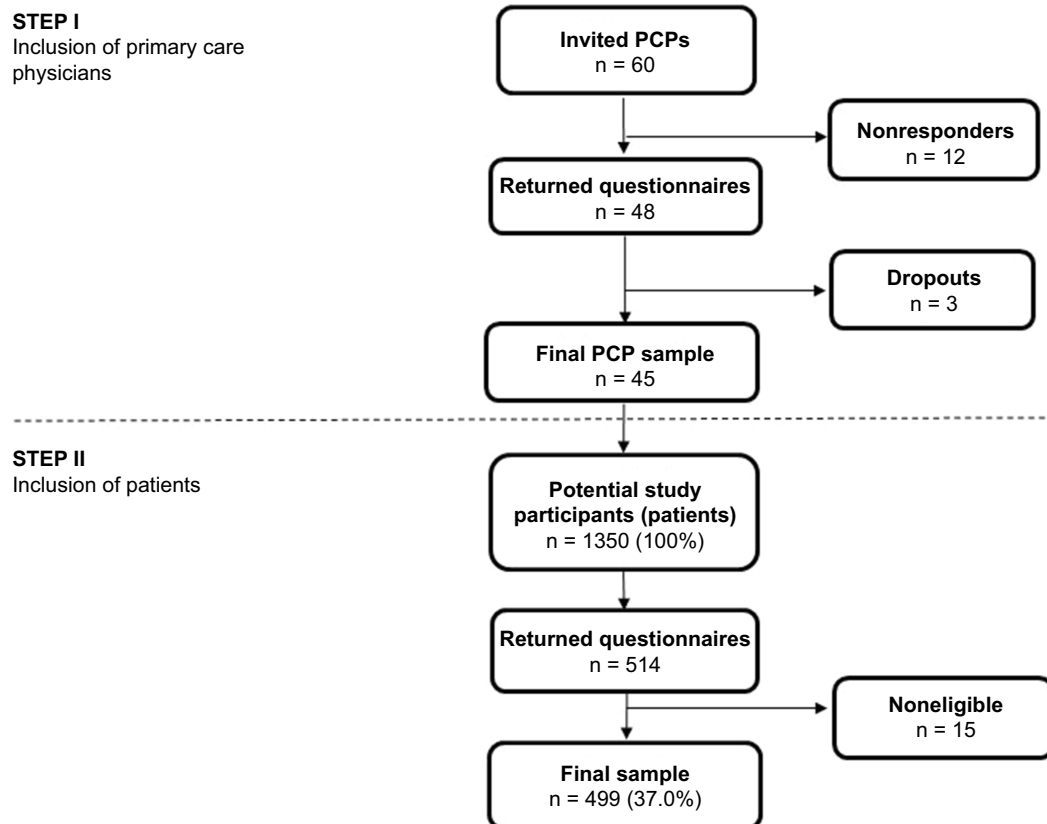 STEP I
Inclusion of primary care
physicians
Invited PCPs
n = 60
Nonresponders
n = 12
Returned questionnaires
n = 48
Dropouts
n = 3
Final PCP sample
n = 45
STEP II
Inclusion of patients
Potential study
participants (patients)
n = 1350 (100%)
Returned questionnaires
n = 514
Noneligible
n = 15
Final sample
n = 499 (37.0%)